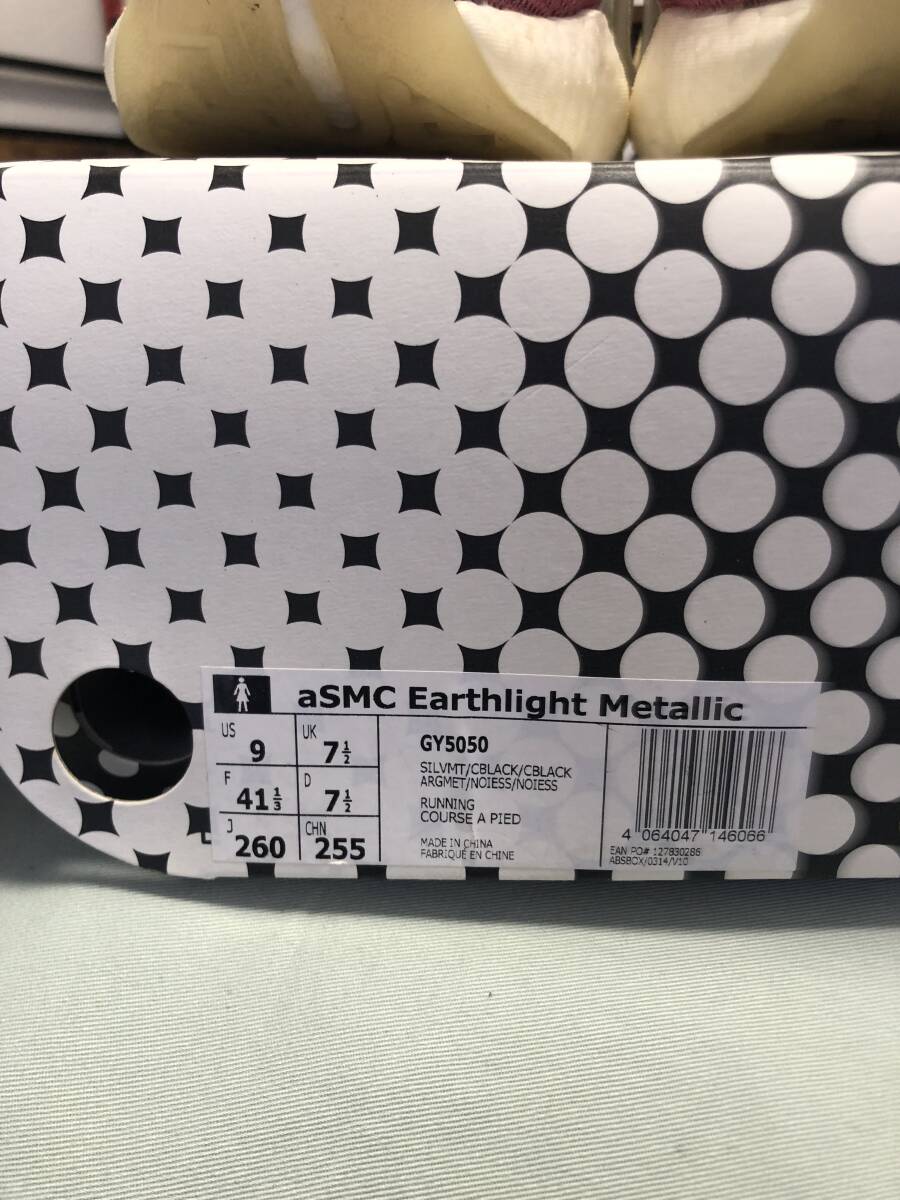 aSMC Earthlight Metallic
US 9 UK 7½
F 41⅓ D 7½
J 260 CHN 255
GY5050
SILVMT/CBLACK/CBLACK
ARGMET/NOIESS/NOIESS
RUNNING
COURSE A PIED
MADE IN CHINA
FABRIQUÉ EN CHINE
4 064047 146066
EAN PO# 127830286
ABSBOX/0314/V10